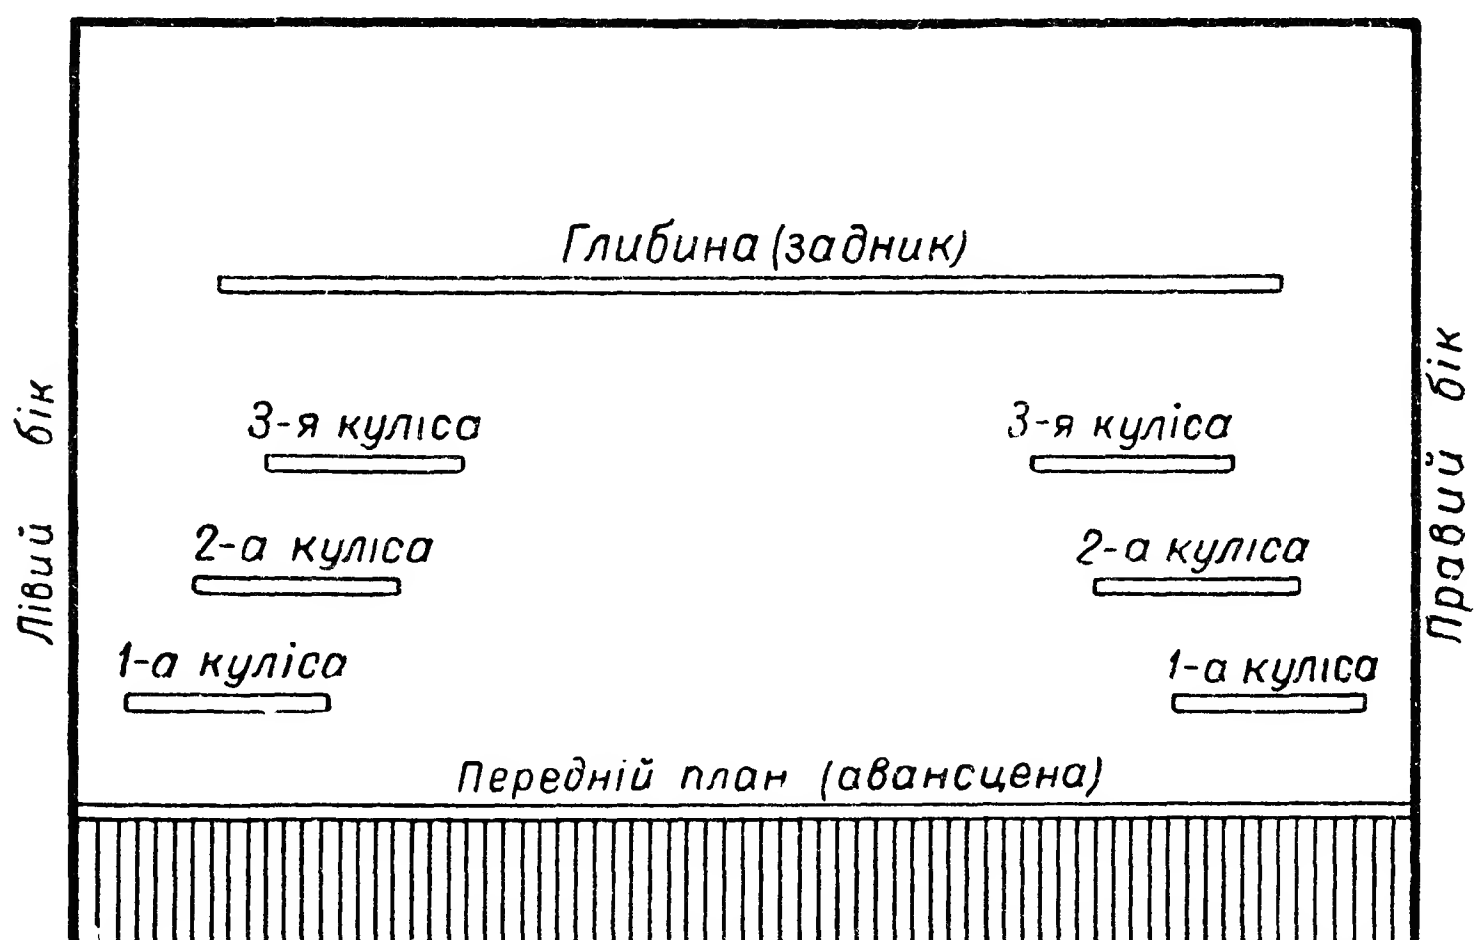 Глибина (задник)
Лівий бік
Правий бік
3-я куліса
3-я куліса
2-а куліса
2-а куліса
1-а куліса
1-а куліса
Передній план (авансцена)